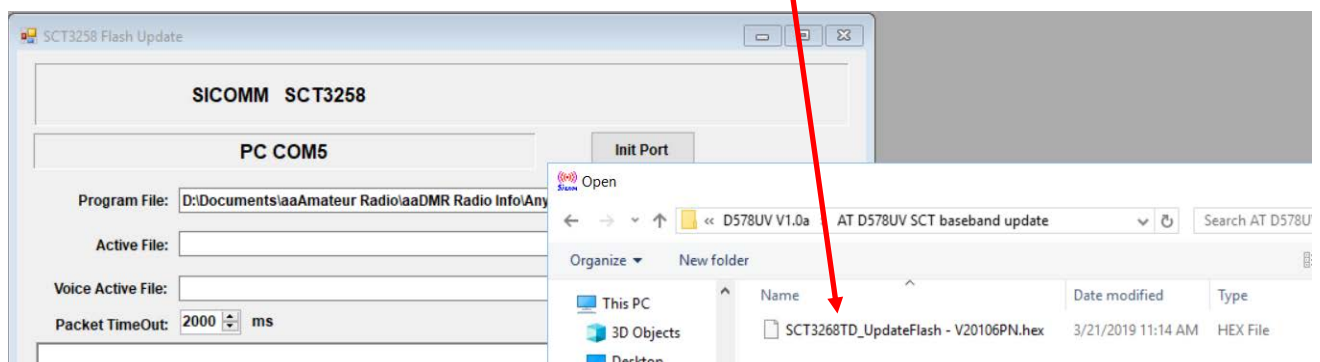 SCT3258 Flash Update
SICOMM SCT3258
PC COM5
Init Port
Program File:
D:\Documents\aaAmateur Radio\aaDMR Radio Info\Any
Active File:
Voice Active File:
Packet TimeOut:
2000
ms
Open
« D578UV V1.0a
AT D578UV SCT baseband update
Search AT D578U
Organize
New folder
This PC
3D Objects
Desktop
Name
Date modified
Type
SCT3268TD_UpdateFlash - V20106PN.hex
3/21/2019 11:14 AM
HEX File